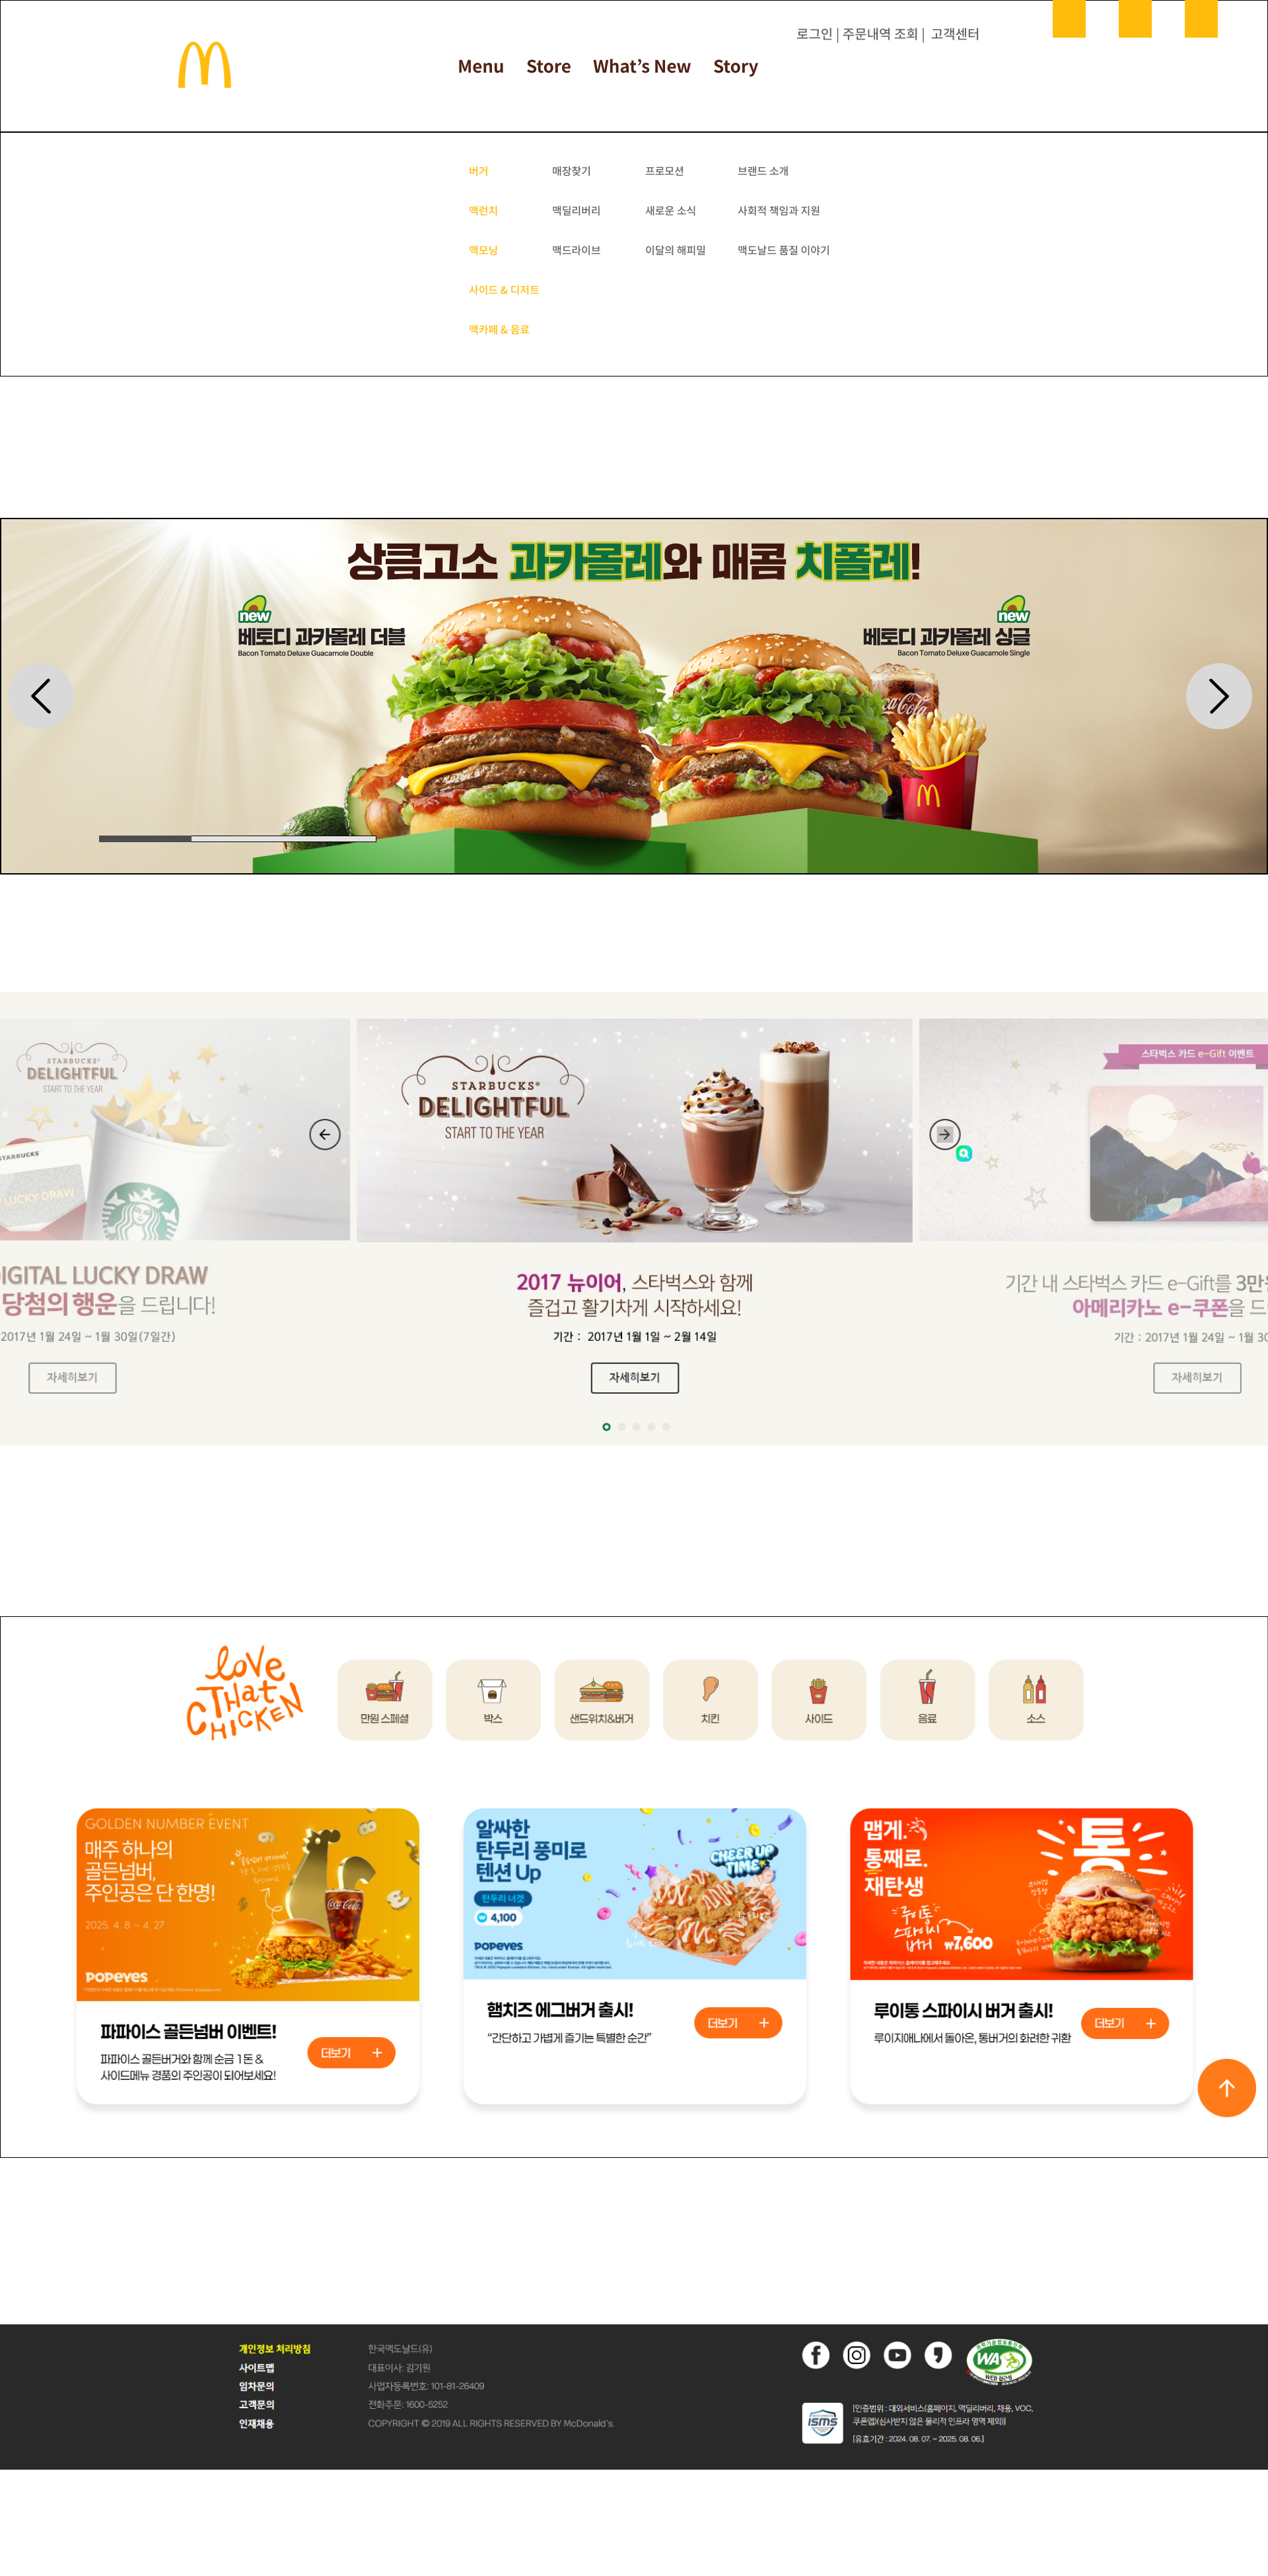 로그인 | 주문내역 조회 | 고객센터
Menu Store What's New Story
버거 매장찾기 프로모션 브랜드 소개
맥런치 맥딜리버리 새로운 소식 사회적 책임과 지원
맥모닝 맥드라이브 이달의 해피밀 맥도날드 품질 이야기
사이드 & 디저트
맥카페 & 음료
상큼고소 과카몰레와 매콤 치폴레!
new
베토디 과카몰레 더블
Bacon Tomato Deluxe Guacamole Double
new
베토디 과카몰레 싱글
Bacon Tomato Deluxe Guacamole Single
Coca-Cola
STARBUCKS®
DELIGHTFUL
START TO THE YEAR
STARBUCKS
LUCKY DRAW
IGITAL LUCKY DRAW
당첨의 행운을 드립니다!
2017년 1월 24일 ~ 1월 30일(7일간)
자세히보기
STARBUCKS®
DELIGHTFUL
START TO THE YEAR
2017 뉴이어, 스타벅스와 함께
즐겁고 활기차게 시작하세요!
기간 : 2017년 1월 1일 ~ 2월 14일
자세히보기
스타벅스 카드 e-Gift 이벤트
기간 내 스타벅스 카드 e-Gift를 3만원
아메리카노 e-쿠폰을 드
기간 : 2017년 1월 24일 ~ 1월 30
자세히보기
love
THAT
CHICKEN
만원 스페셜
박스
샌드위치&버거
치킨
사이드
음료
소스
GOLDEN NUMBER EVENT
매주 하나의
골든넘버,
주인공은 단 한명!
2025. 4. 8 ~ 4. 27
Coca-Cola
POPEYES
파파이스 골든넘버 이벤트!
파파이스 골든버거와 함께 순금 1돈 &
사이드메뉴 경품의 주인공이 되어보세요!
더보기 +
알싸한
탄두리 풍미로
텐션 Up
탄두리 너겟
₩ 4,100
POPEYES
CHEER UP
TIME
햄치즈 에그버거 출시!
“간단하고 가볍게 즐기는 특별한 순간”
더보기 +
맵게.
통째로.
재탄생
통
루이통
스파이시
버거
₩7,600
루이통 스파이시 버거 출시!
루이지애나에서 돌아온, 통버거의 화려한 귀환
더보기 +
개인정보 처리방침
사이트맵
임차문의
고객문의
인재채용
한국맥도날드(유)
대표이사: 김기원
사업자등록번호: 101-81-26409
전화주문: 1600-5252
COPYRIGHT © 2019 ALL RIGHTS RESERVED BY McDonald's.
WA
WEB 접근성
ISMS
[인증범위 : 대외서비스(홈페이지, 맥딜리버리, 채용, VOC,
쿠폰앱)(심사받지 않은 물리적 인프라 영역 제외)]
[유효기간 : 2024. 08. 07. ~ 2025. 08. 06.]